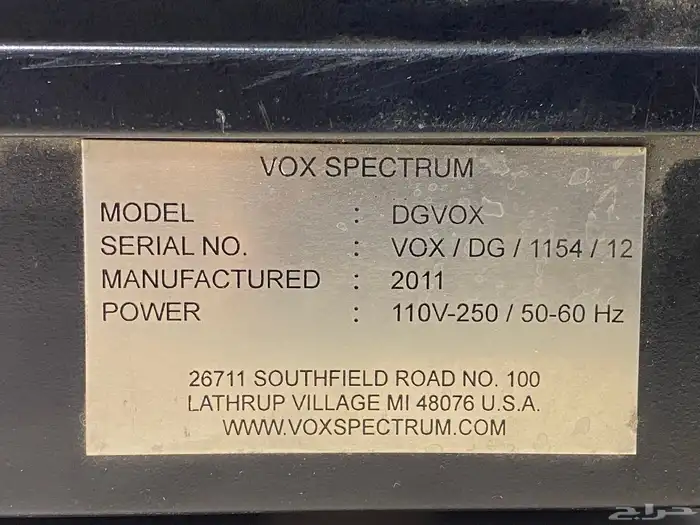 VOX SPECTRUM
MODEL : DGVOX
SERIAL NO. : VOX / DG / 1154 / 12
MANUFACTURED : 2011
POWER : 110V-250 / 50-60 Hz
26711 SOUTHFIELD ROAD NO. 100
LATHRUP VILLAGE MI 48076 U.S.A.
WWW.VOXSPECTRUM.COM
حراج